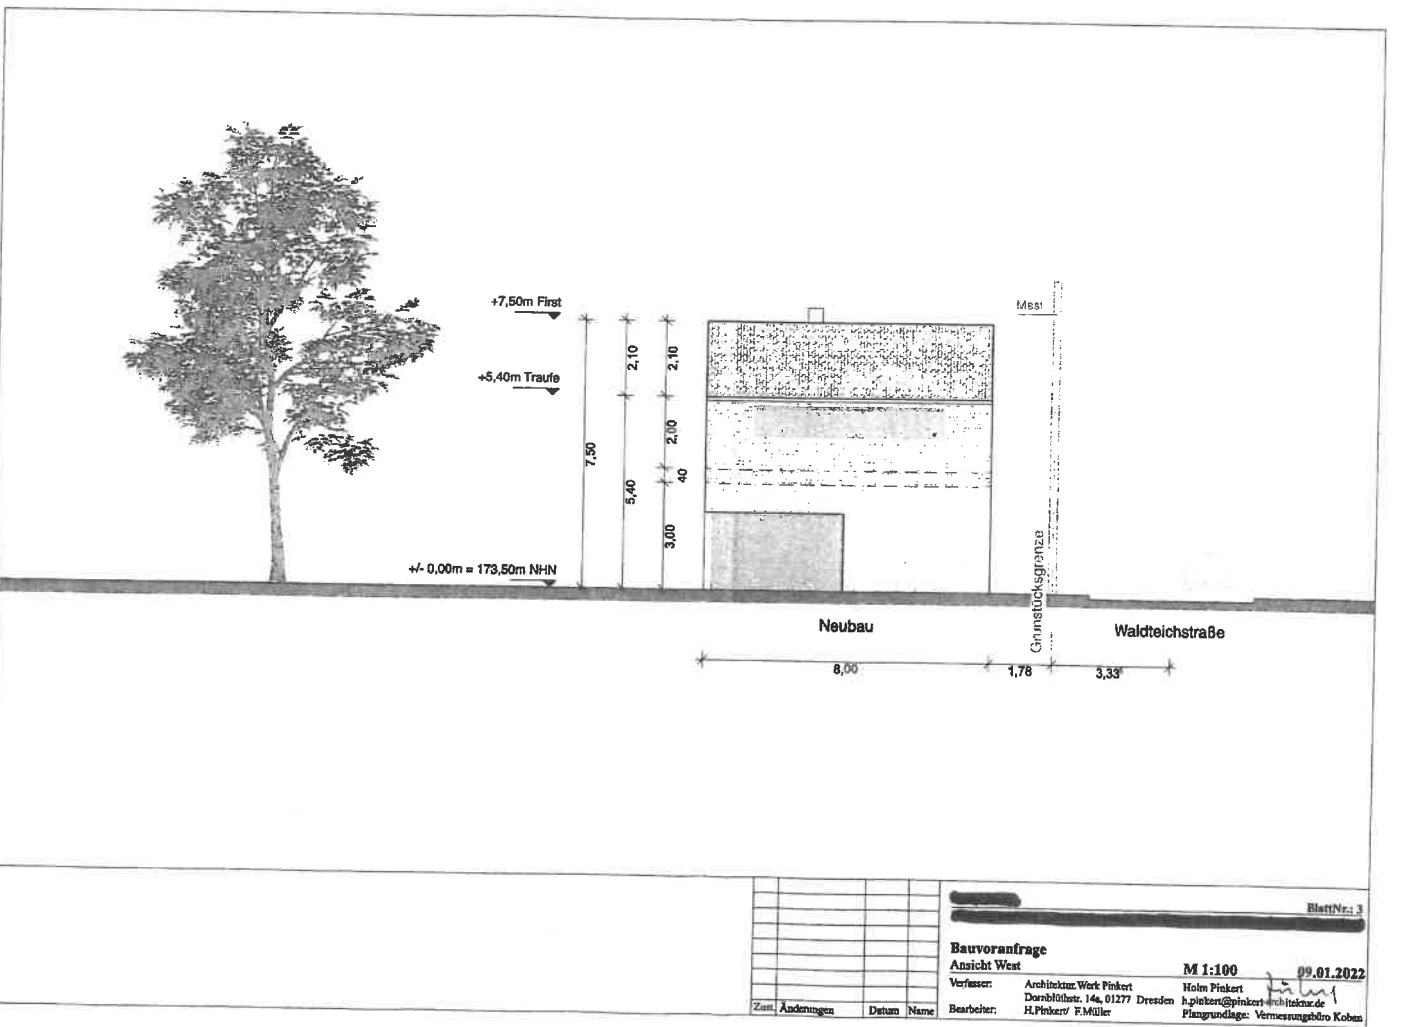 +7,50m First
Mast
+5,40m Traufe
2,10
2,10
2,00
7,50
40
5,40
3,00
+/- 0,00m = 173,50m NHN
Grunstücksgrenze
Neubau
Waldteichstraße
8,00
1,78
3,33⁵
BlattNr.: 3
Bauvoranfrage
Ansicht West
M 1:100
09.01.2022
Verfasser:
Architektur.Werk Pinkert
Holm Pinkert
Dornblüthstr. 14a, 01277 Dresden
h.pinkert@pinkert-architektur.de
Bearbeiter:
H.Pinkert/ F.Müller
Plangrundlage: Vermessungsbüro Koben
Zust. Änderungen Datum Name